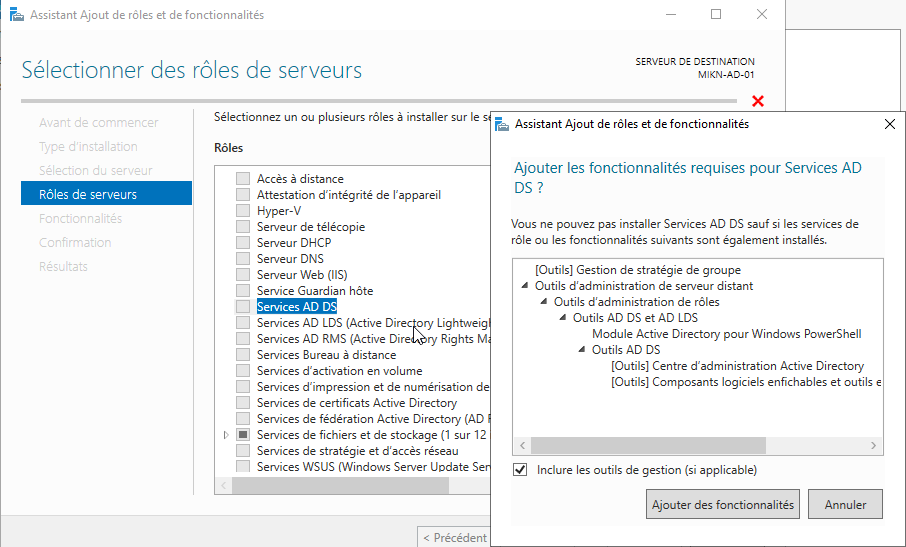 Assistant Ajout de rôles et de fonctionnalités
Sélectionner des rôles de serveurs
SERVEUR DE DESTINATION
MIKN-AD-01
Avant de commencer
Type d'installation
Sélection du serveur
Rôles de serveurs
Fonctionnalités
Confirmation
Résultats
Sélectionnez un ou plusieurs rôles à installer sur le
Rôles
Accès à distance
Attestation d'intégrité de l'appareil
Hyper-V
Serveur de télécopie
Serveur DHCP
Serveur DNS
Serveur Web (IIS)
Service Guardian hôte
Services AD DS
Services AD LDS (Active Directory
Services AD RMS (Active Directory Rights
Services Bureau à distance
Services d'activation en volume
Services d'impression et de numérisation de
Services de certificats Active Directory
Services de fédération Active Directory (AD
Services de fichiers et de stockage (1 sur 12
Services de stratégie et d'accès réseau
Services WSUS (Windows Server Update
< Précédent
Assistant Ajout de rôles et de fonctionnalités
Ajouter les fonctionnalités requises pour Services AD
DS ?
Vous ne pouvez pas installer Services AD DS sauf si les services de
rôle ou les fonctionnalités suivants sont également installés.
[Outils] Gestion de stratégie de groupe
Outils d'administration de serveur distant
Outils d'administration de rôles
Outils AD DS et AD LDS
Module Active Directory pour Windows PowerShell
Outils AD DS
[Outils] Centre d'administration Active Directory
[Outils] Composants logiciels enfichables et outils
Inclure les outils de gestion (si applicable)
Ajouter des fonctionnalités
Annuler